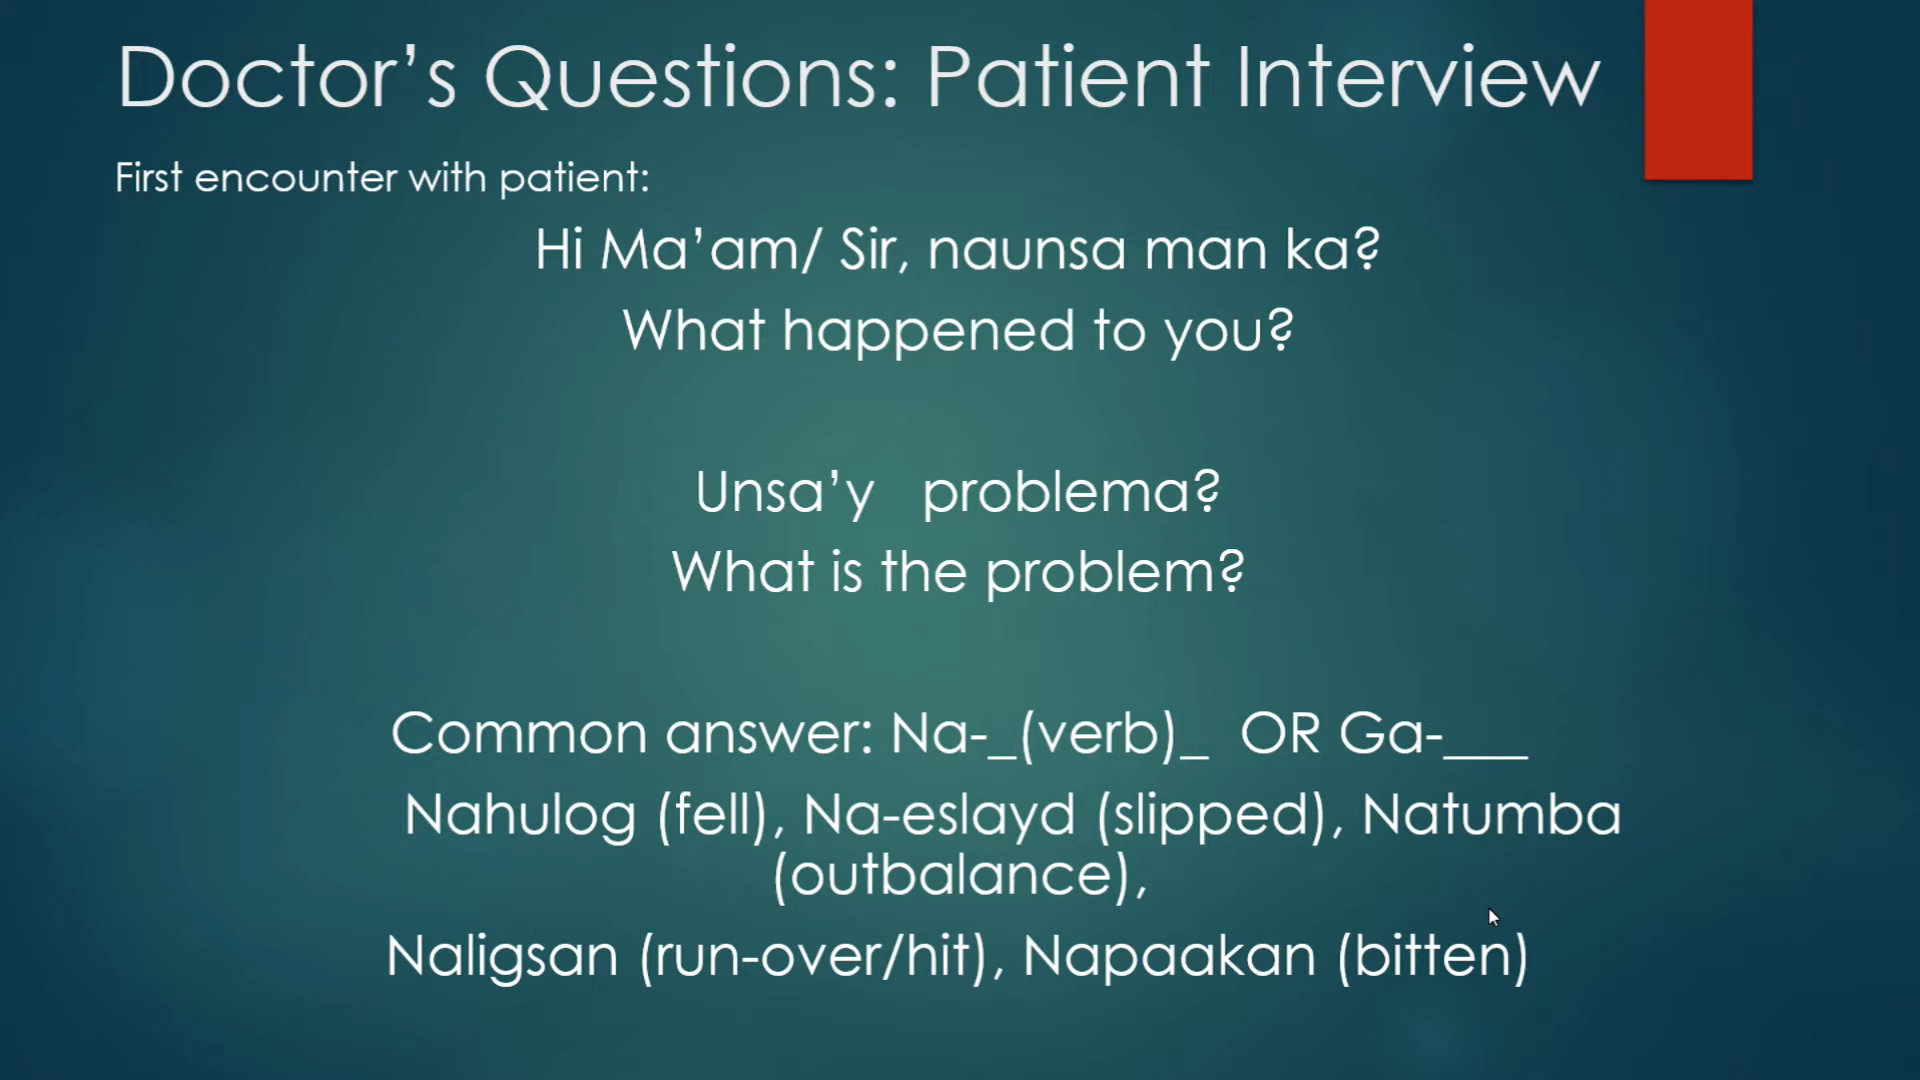 Doctor’s Questions: Patient Interview
First encounter with patient:
Hi Ma’am/ Sir, naunsa man ka?
What happened to you?
Unsa’y problema?
What is the problem?
Common answer: Na-_(verb)_ OR Ga-___
Nahulog (fell), Na-eslayd (slipped), Natumba
(outbalance),
Naligsan (run-over/hit), Napaakan (bitten)